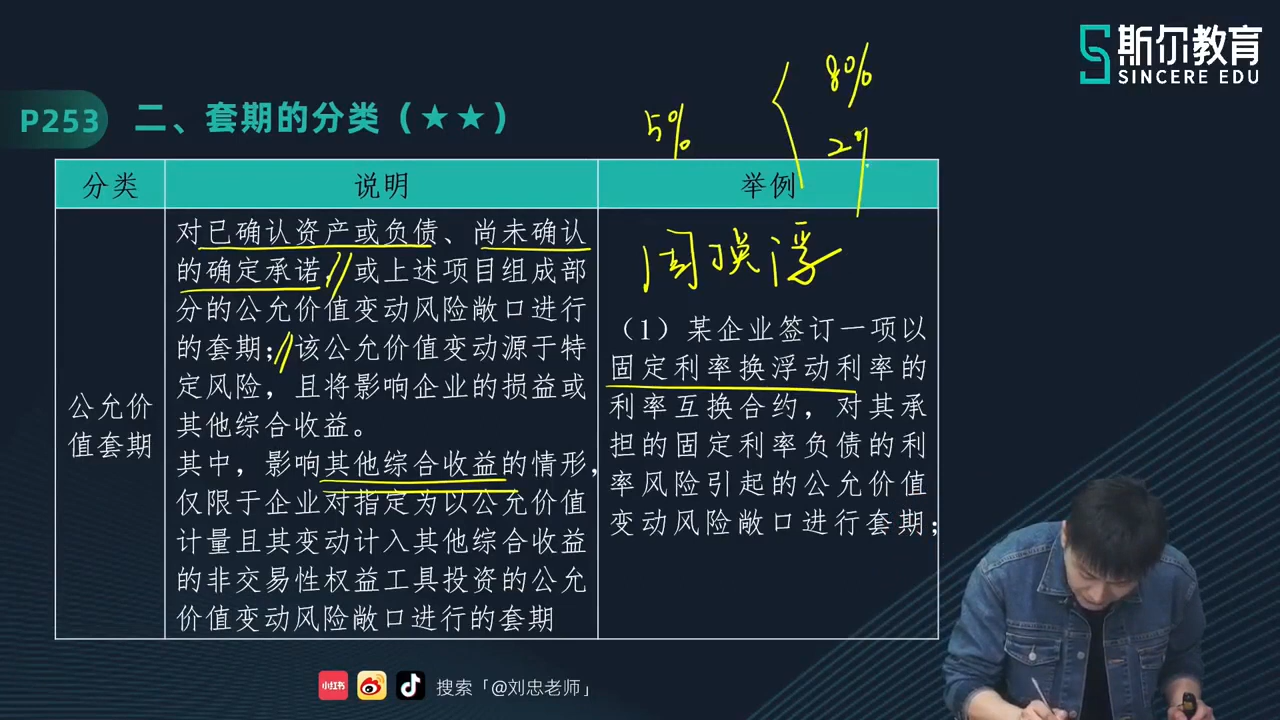 斯尔教育
SINCERE EDU
P253
二、套期的分类（★★）
5%
8%
2%
分类
说明
举例
公允价
值套期
对已确认资产或负债、尚未确认
的确定承诺，或上述项目组成部
分的公允价值变动风险敞口进行
的套期；该公允价值变动源于特
定风险，且将影响企业的损益或
其他综合收益。
其中，影响其他综合收益的情形，
仅限于企业对指定为以公允价值
计量且其变动计入其他综合收益
的非交易性权益工具投资的公允
价值变动风险敞口进行的套期
固换浮
（1）某企业签订一项以
固定利率换浮动利率的
利率互换合约，对其承
担的固定利率负债的利
率风险引起的公允价值
变动风险敞口进行套期；
小红书
搜索「@刘忠老师」